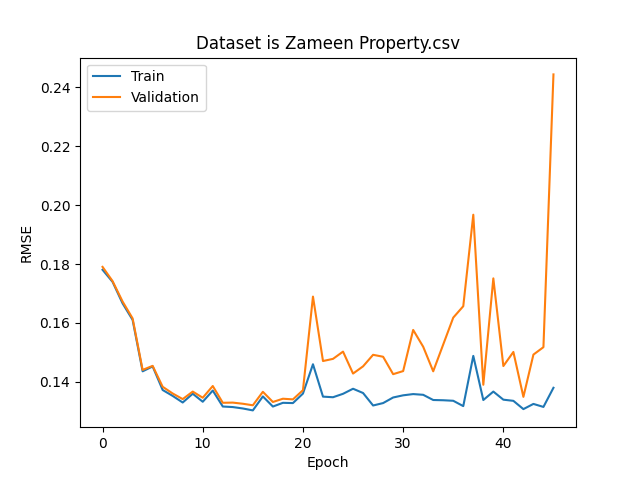 Dataset is Zameen Property.csv
Train
Validation
RMSE
0.24
0.22
0.20
0.18
0.16
0.14
0
10
20
30
40
Epoch